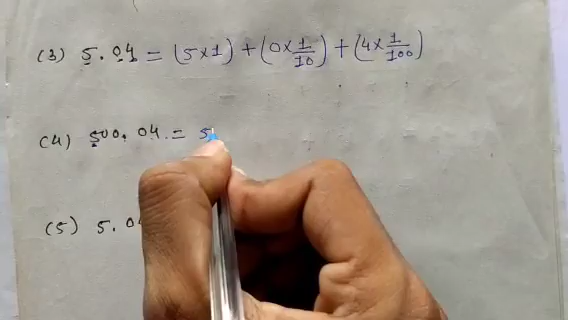 (3) 5.04 = (5×1) + (0×1/10) + (4×1/100)
(4) 500.04 = 5
(5) 5.0